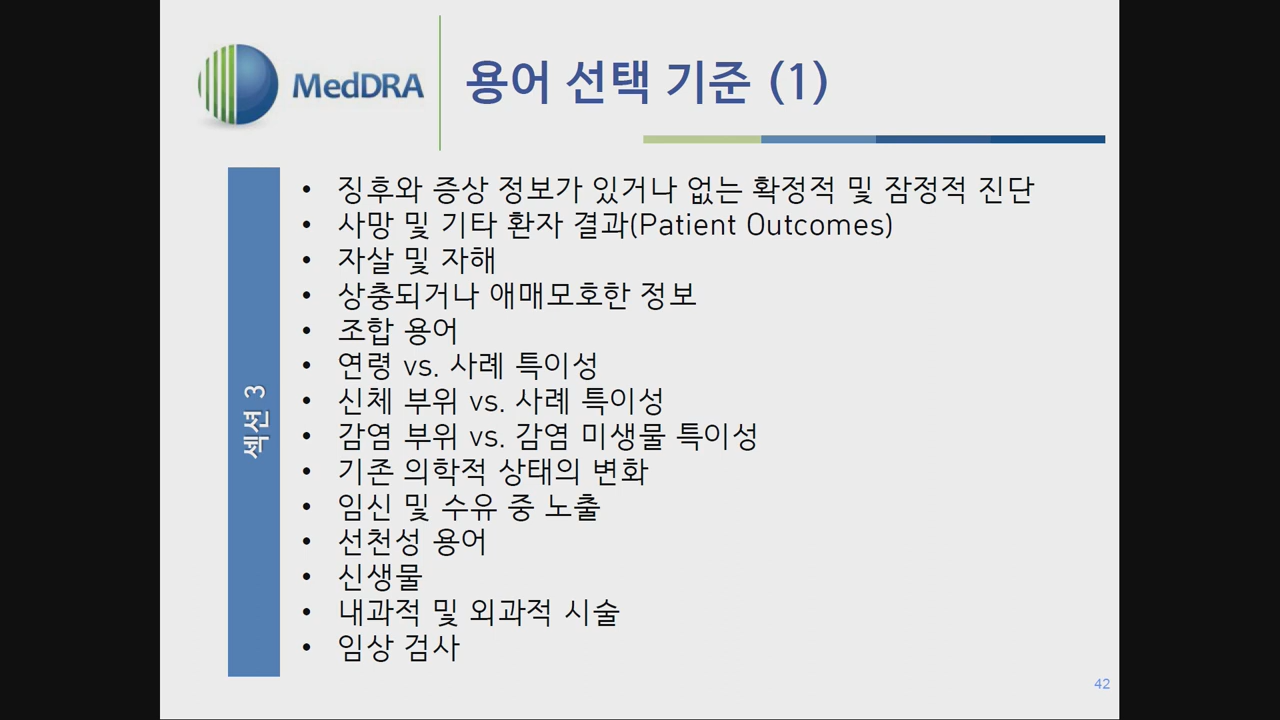 MedDRA
용어 선택 기준 (1)
섹션 3
• 징후와 증상 정보가 있거나 없는 확정적 및 잠정적 진단
• 사망 및 기타 환자 결과(Patient Outcomes)
• 자살 및 자해
• 상충되거나 애매모호한 정보
• 조합 용어
• 연령 vs. 사례 특이성
• 신체 부위 vs. 사례 특이성
• 감염 부위 vs. 감염 미생물 특이성
• 기존 의학적 상태의 변화
• 임신 및 수유 중 노출
• 선천성 용어
• 신생물
• 내과적 및 외과적 시술
• 임상 검사
42